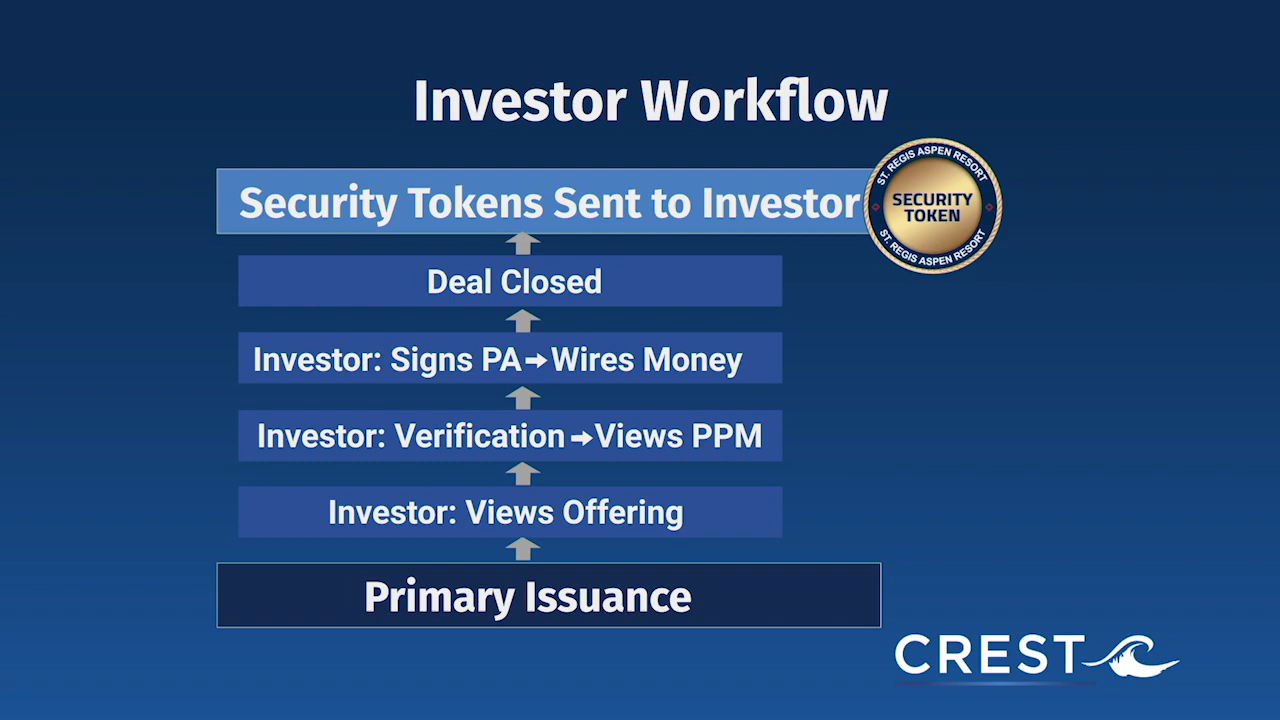 Investor Workflow
Security Tokens Sent to Investor
ST. REGIS ASPEN RESORT
SECURITY
TOKEN
ST. REGIS ASPEN RESORT
Deal Closed
Investor: Signs PA➡Wires Money
Investor: Verification➡Views PPM
Investor: Views Offering
Primary Issuance
CREST